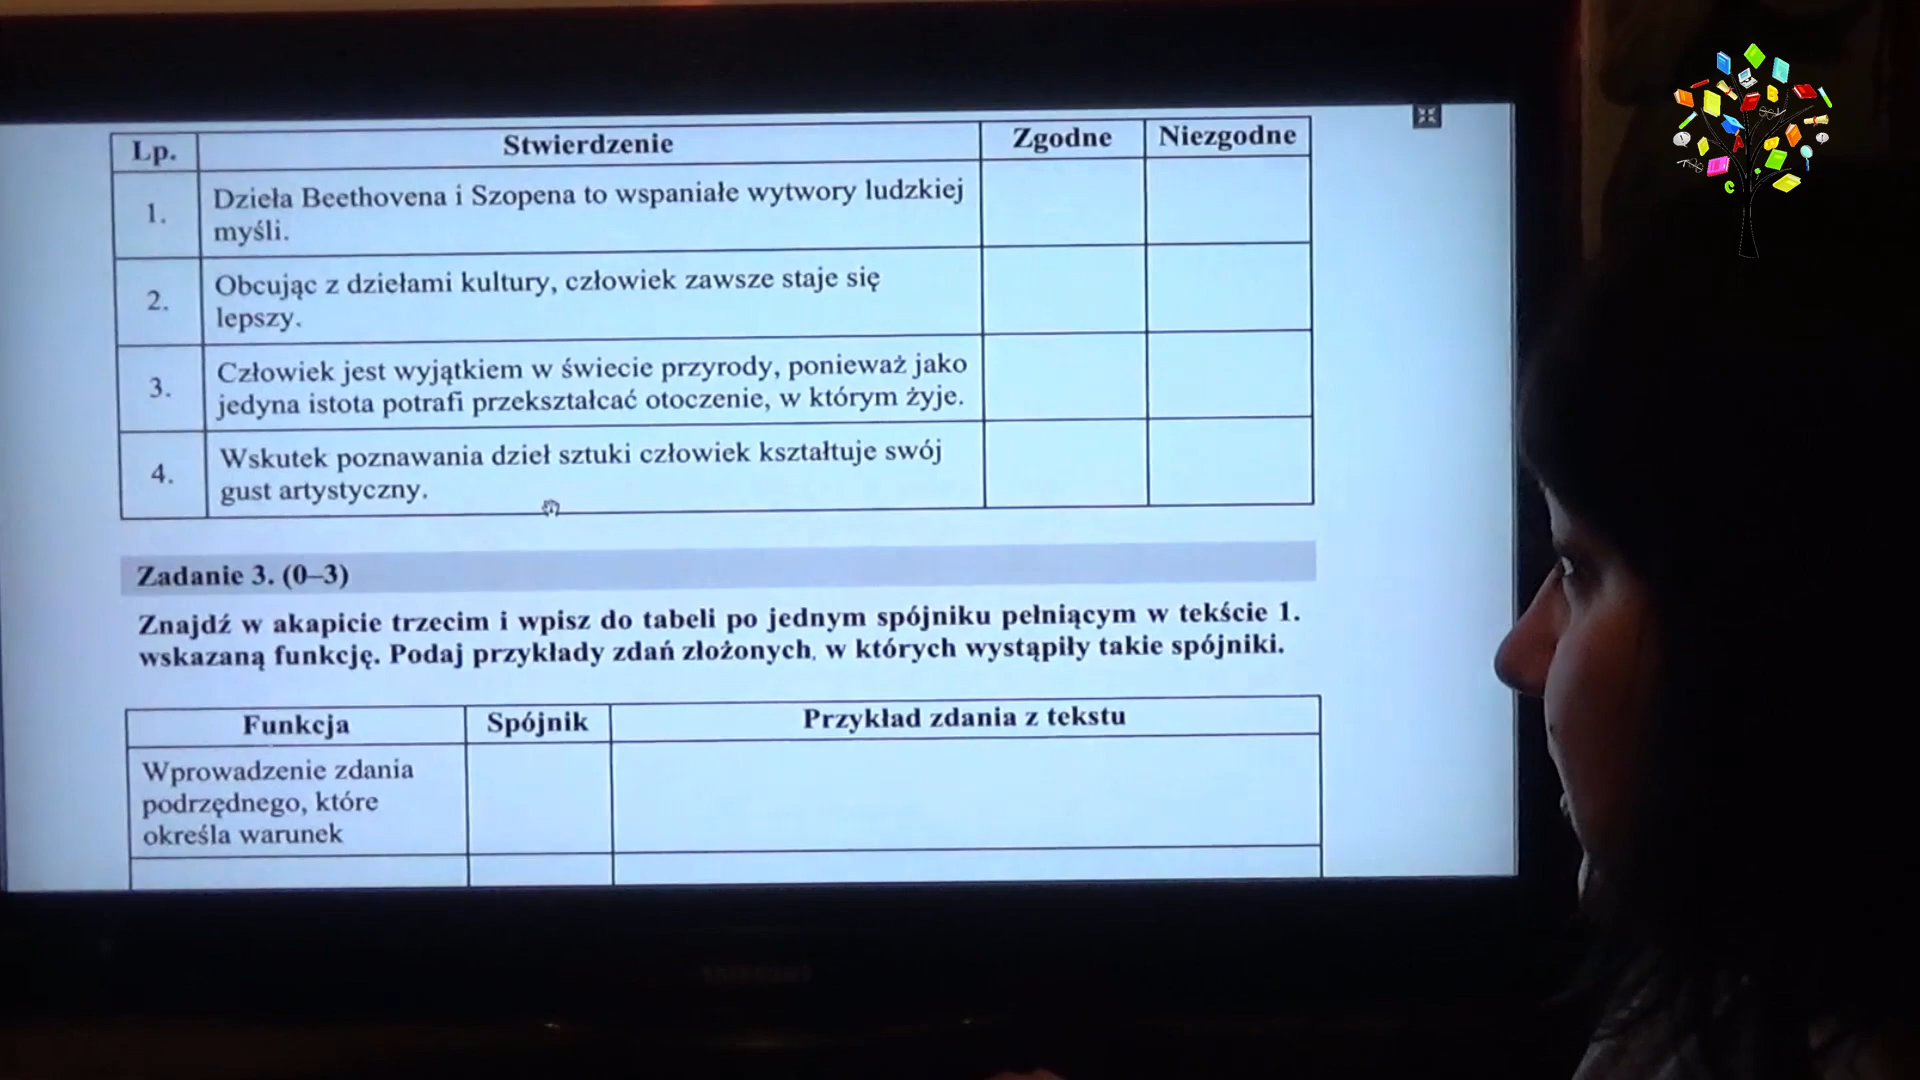 Lp. Stwierdzenie Zgodne Niezgodne
1. Dzieła Beethovena i Szopena to wspaniałe wytwory ludzkiej
myśli.
2. Obcując z dziełami kultury, człowiek zawsze staje się
lepszy.
3. Człowiek jest wyjątkiem w świecie przyrody, ponieważ jako
jedyna istota potrafi przekształcać otoczenie, w którym żyje.
4. Wskutek poznawania dzieł sztuki człowiek kształtuje swój
gust artystyczny.
Zadanie 3. (0–3)
Znajdź w akapicie trzecim i wpisz do tabeli po jednym spójniku pełniącym w tekście 1.
wskazaną funkcję. Podaj przykłady zdań złożonych, w których wystąpiły takie spójniki.
Funkcja Spójnik Przykład zdania z tekstu
Wprowadzenie zdania
podrzędnego, które
określa warunek